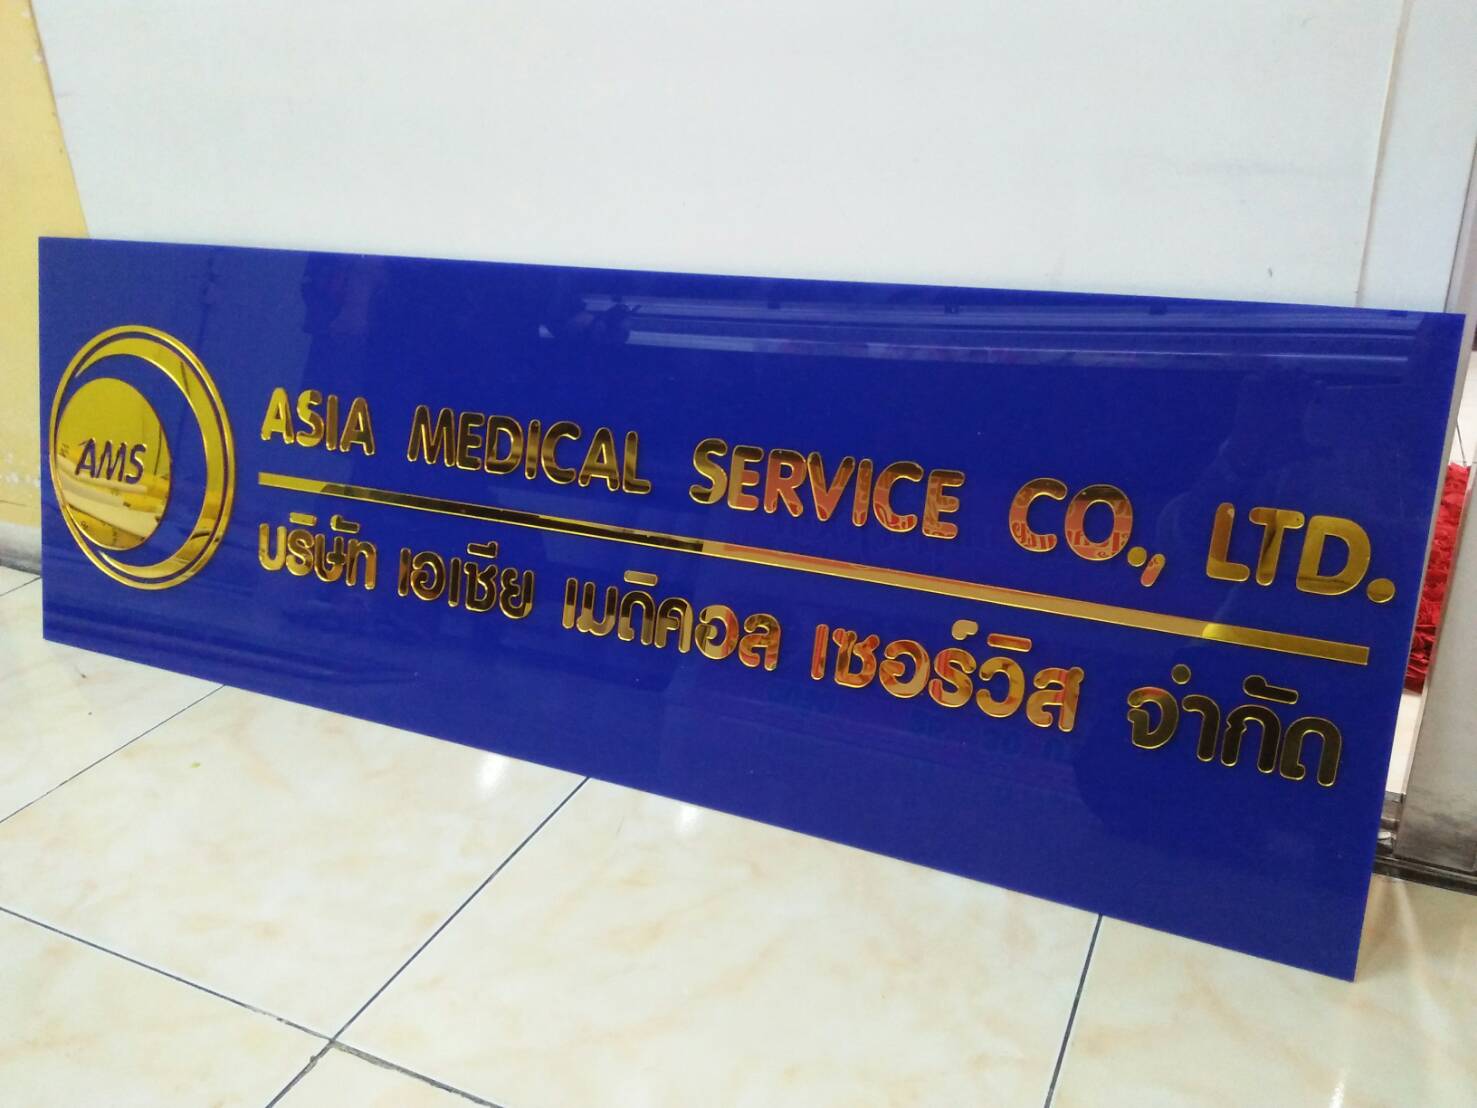 AMS
ASIA MEDICAL SERVICE CO., LTD.
บริษัท เอเชีย เมดิคอล เซอร์วิส จำกัด